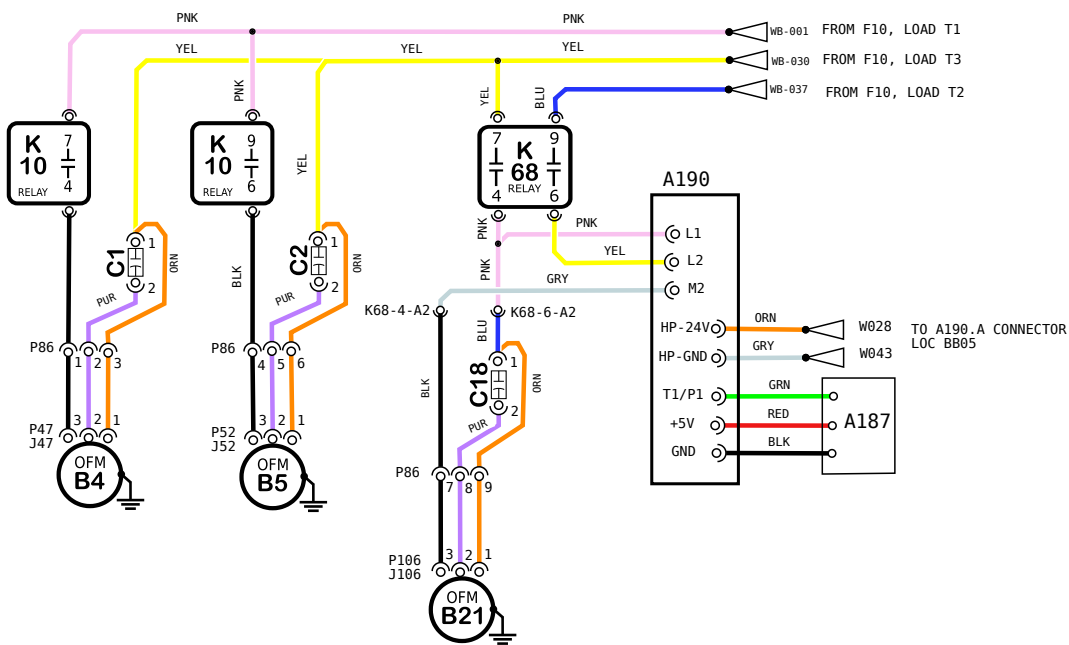 PNK
PNK
WB-001 FROM F10, LOAD T1
YEL
YEL
YEL
WB-030 FROM F10, LOAD T3
PNK
YEL
BLU
WB-037 FROM F10, LOAD T2
K
10
RELAY
7
4
K
10
RELAY
9
6
YEL
7
9
K
68
RELAY
4
6
A190
PNK
PNK
L1
YEL
L2
PNK
GRY
M2
C1
1
2
ORN
PUR
BLK
C2
1
2
ORN
PUR
K68-4-A2
K68-6-A2
HP-24V
ORN
W028
TO A190.A CONNECTOR
LOC BB05
HP-GND
GRY
W043
BLU
P86
1
2
3
P86
4
5
6
BLK
C18
1
2
ORN
PUR
T1/P1
GRN
+5V
RED
GND
BLK
A187
P47
J47
3
2
1
OFM
B4
P52
J52
3
2
1
OFM
B5
P86
7
8
9
P106
J106
3
2
1
OFM
B21